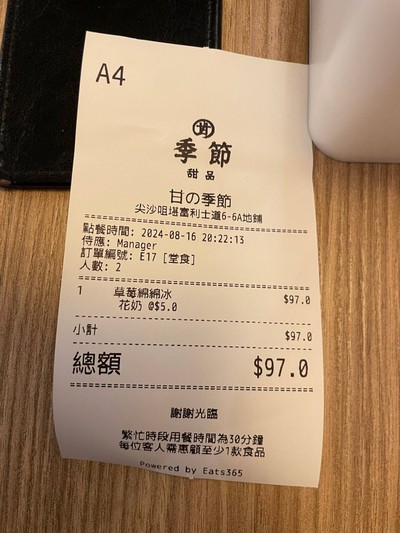 A4
甘
季節
甜品
甘の季節
尖沙咀堪富利士道6-6A地鋪
點餐時間: 2024-08-16 20:22:13
侍應: Manager
訂單編號: E17 [堂食]
人數: 2
1 草莓綿綿冰 $97.0
花奶 @$5.0
小計 $97.0
總額 $97.0
謝謝光臨
繁忙時段用餐時間為30分鐘
每位客人需惠顧至少1款食品
Powered by Eats365